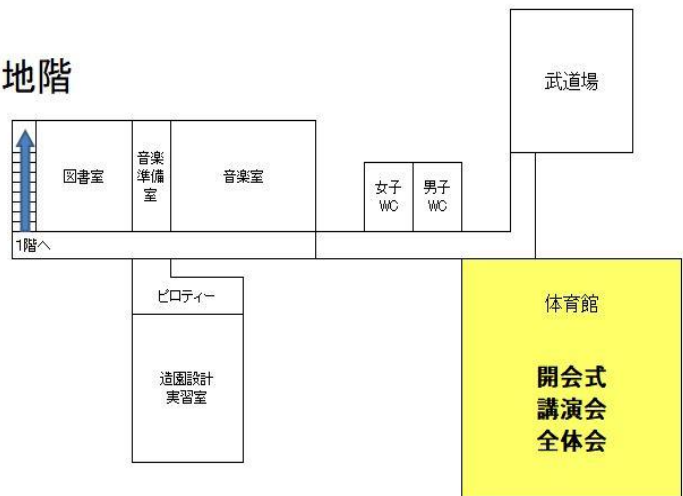 地階
武道場
図書室
音楽
準備
室
音楽室
女子
WC
男子
WC
1階へ
ピロティー
体育館
造園設計
実習室
開会式
講演会
全体会